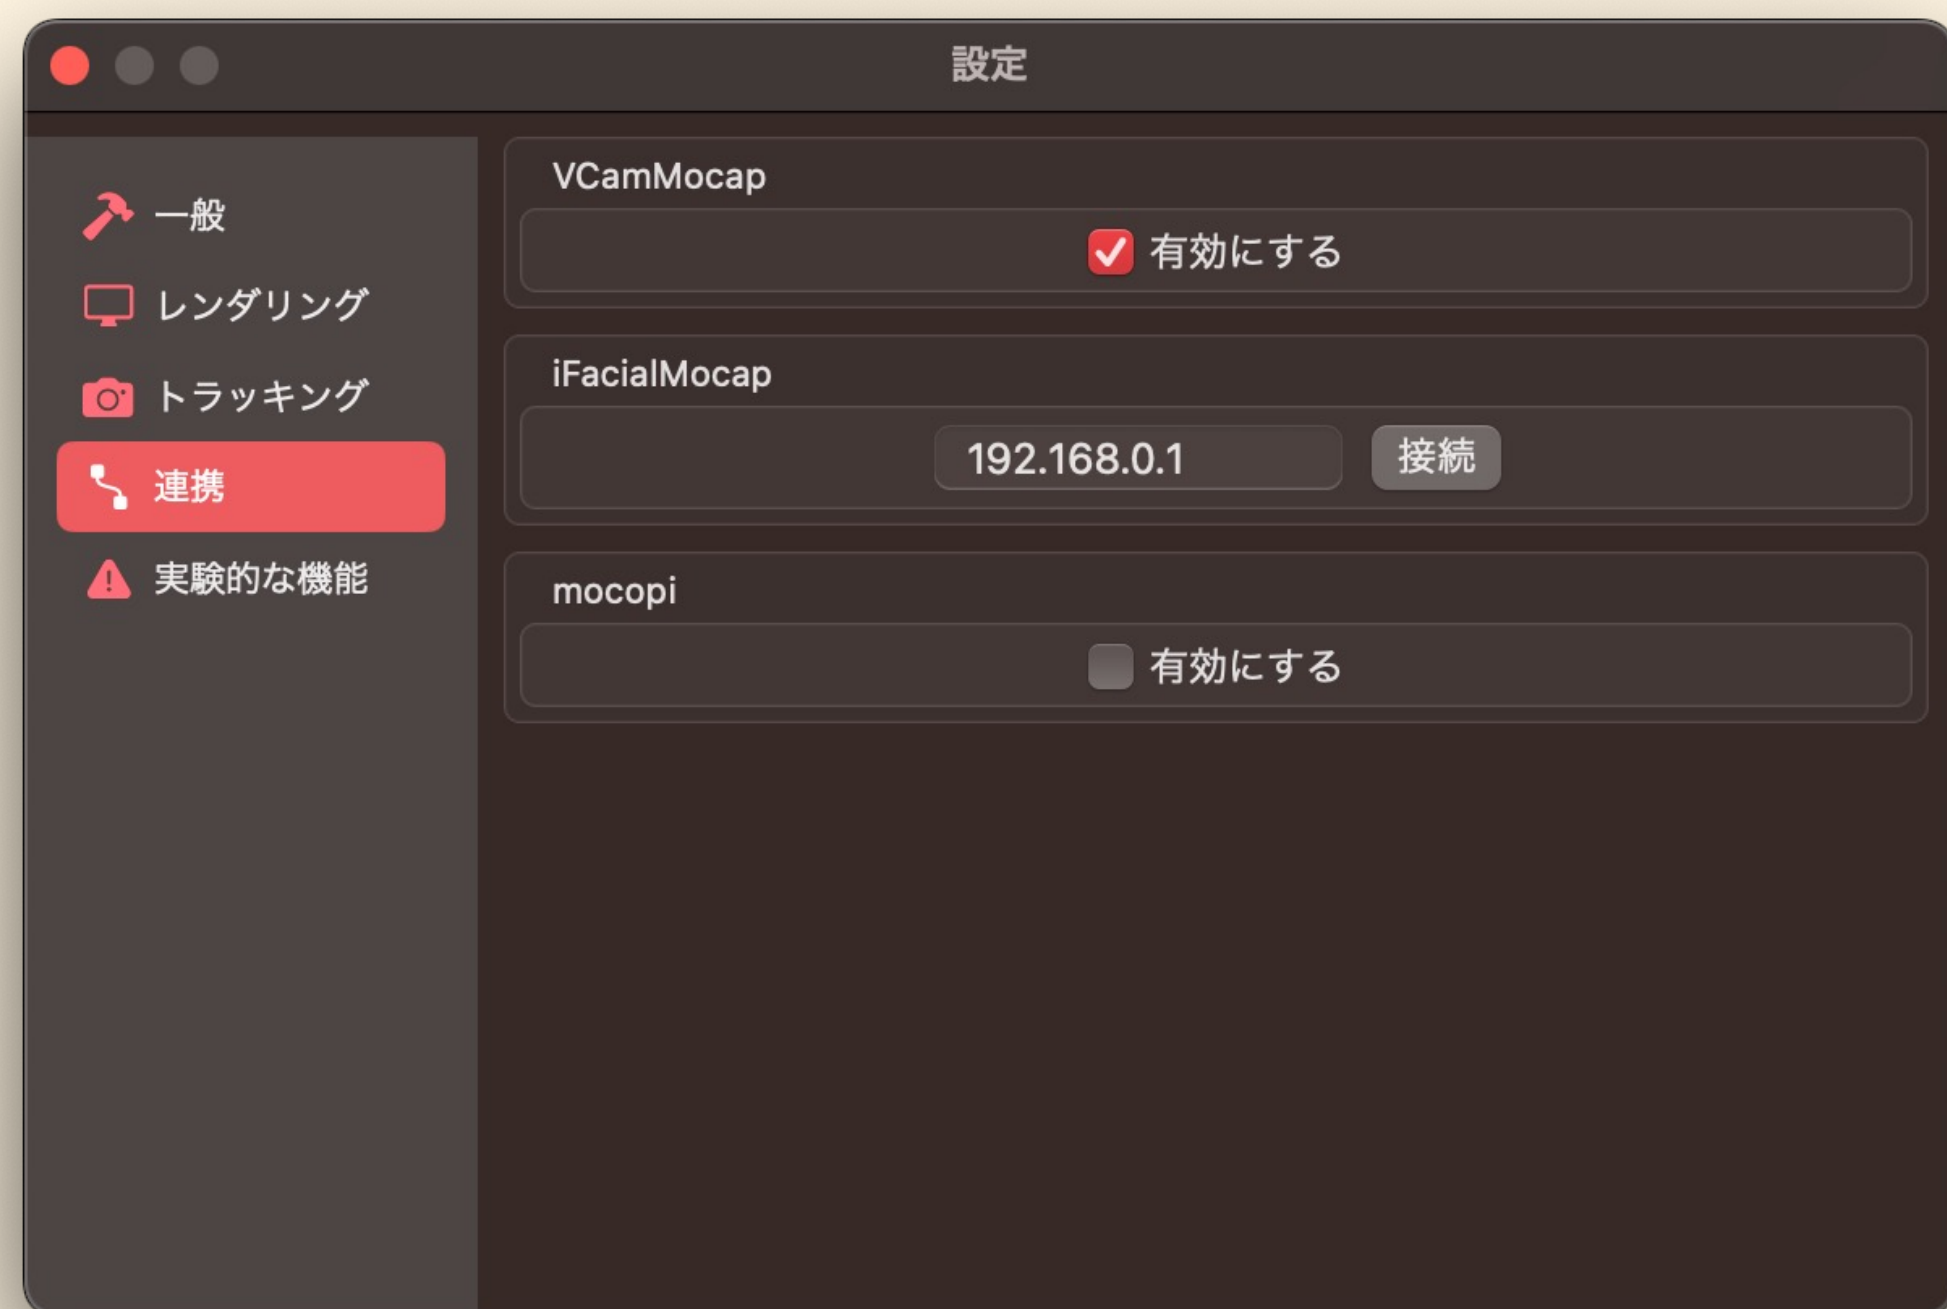 設定
一般
レンダリング
トラッキング
連携
実験的な機能
VCamMocap
有効にする
iFacialMocap
192.168.0.1 接続
mocopi
有効にする